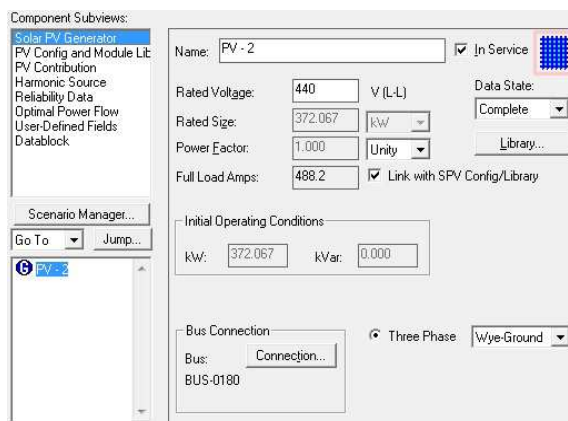 Component Subviews:
Solar PV Generator
PV Config and Module Lib
PV Contribution
Harmonic Source
Reliability Data
Optimal Power Flow
User-Defined Fields
Datablock
Scenario Manager...
Go To Jump...
PV - 2
Name: PV - 2 In Service
Rated Voltage: 440 V (L-L) Data State:
Complete
Rated Size: 372.067 kW
Power Factor: 1.000 Unity Library...
Full Load Amps: 488.2 Link with SPV Config/Library
Initial Operating Conditions
kW: 372.067 kVar: 0.000
Bus Connection
Bus: Connection...
BUS-0180
Three Phase Wye-Ground